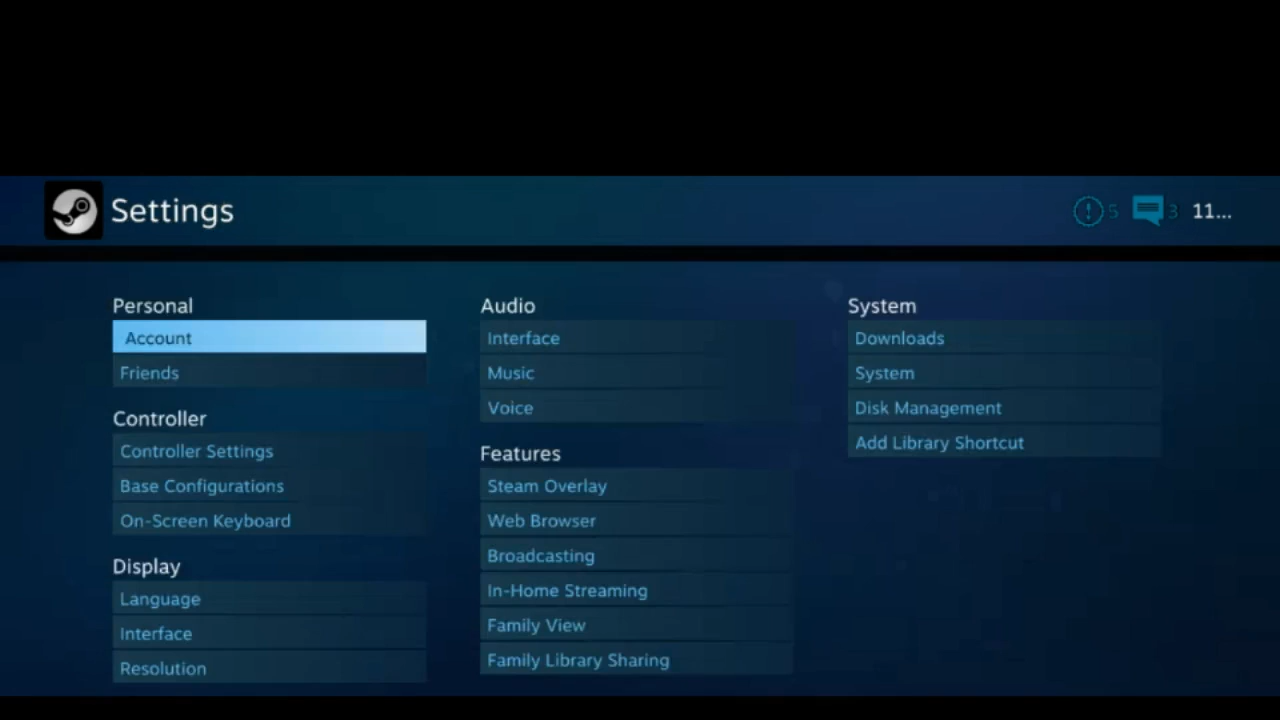 Settings
5
3
11...
Personal
Account
Friends
Controller
Controller Settings
Base Configurations
On-Screen Keyboard
Display
Language
Interface
Resolution
Audio
Interface
Music
Voice
Features
Steam Overlay
Web Browser
Broadcasting
In-Home Streaming
Family View
Family Library Sharing
System
Downloads
System
Disk Management
Add Library Shortcut